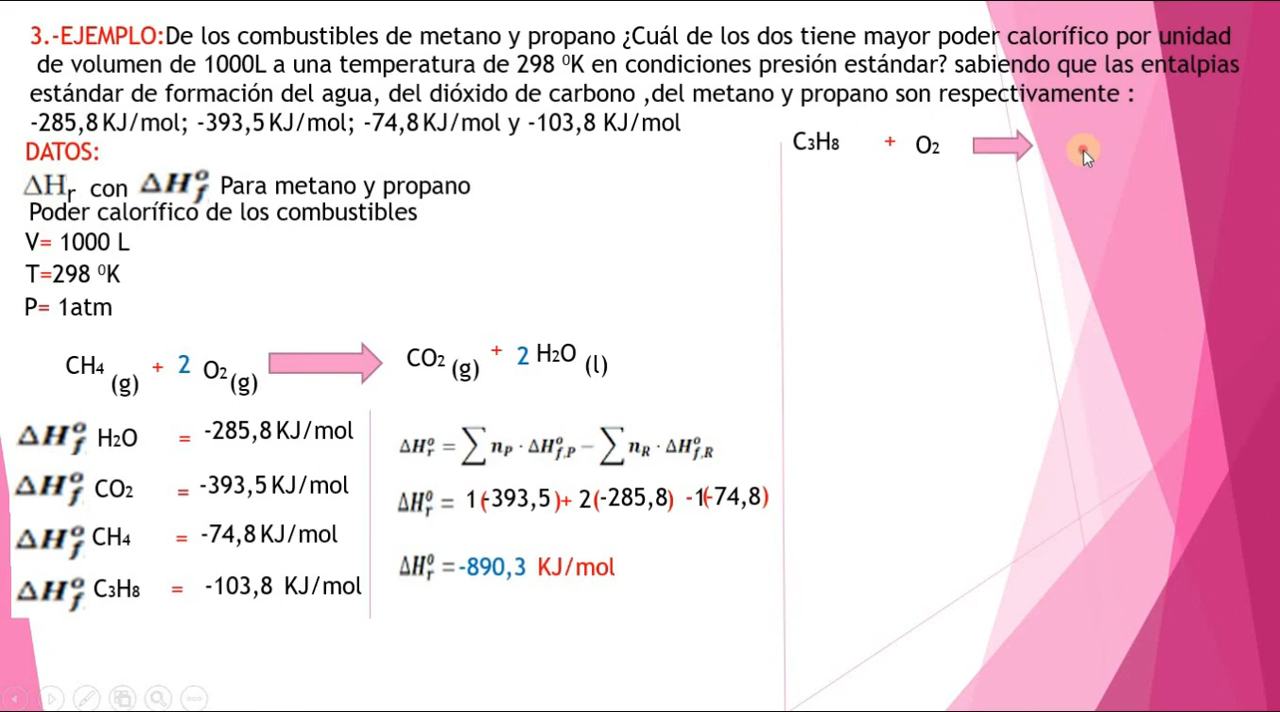 3.-EJEMPLO:De los combustibles de metano y propano ¿Cuál de los dos tiene mayor poder calorífico por unidad
de volumen de 1000L a una temperatura de 298 ⁰K en condiciones presión estándar? sabiendo que las entalpias
estándar de formación del agua, del dióxido de carbono ,del metano y propano son respectivamente :
-285,8 KJ/mol; -393,5 KJ/mol; -74,8 KJ/mol y -103,8 KJ/mol
DATOS:
ΔHr con ΔH°f Para metano y propano
Poder calorífico de los combustibles
V= 1000 L
T=298 ⁰K
P= 1atm
CH4 (g) + 2 O2 (g) CO2 (g) + 2 H2O (l)
ΔH°f H2O = -285,8 KJ/mol
ΔH°f CO2 = -393,5 KJ/mol
ΔH°f CH4 = -74,8 KJ/mol
ΔH°f C3H8 = -103,8 KJ/mol
ΔH°r = ∑ nP · ΔH°f,P − ∑ nR · ΔH°f,R
ΔH°r = 1(-393,5)+ 2(-285,8) -1(-74,8)
ΔH°r =-890,3 KJ/mol
C3H8 + O2